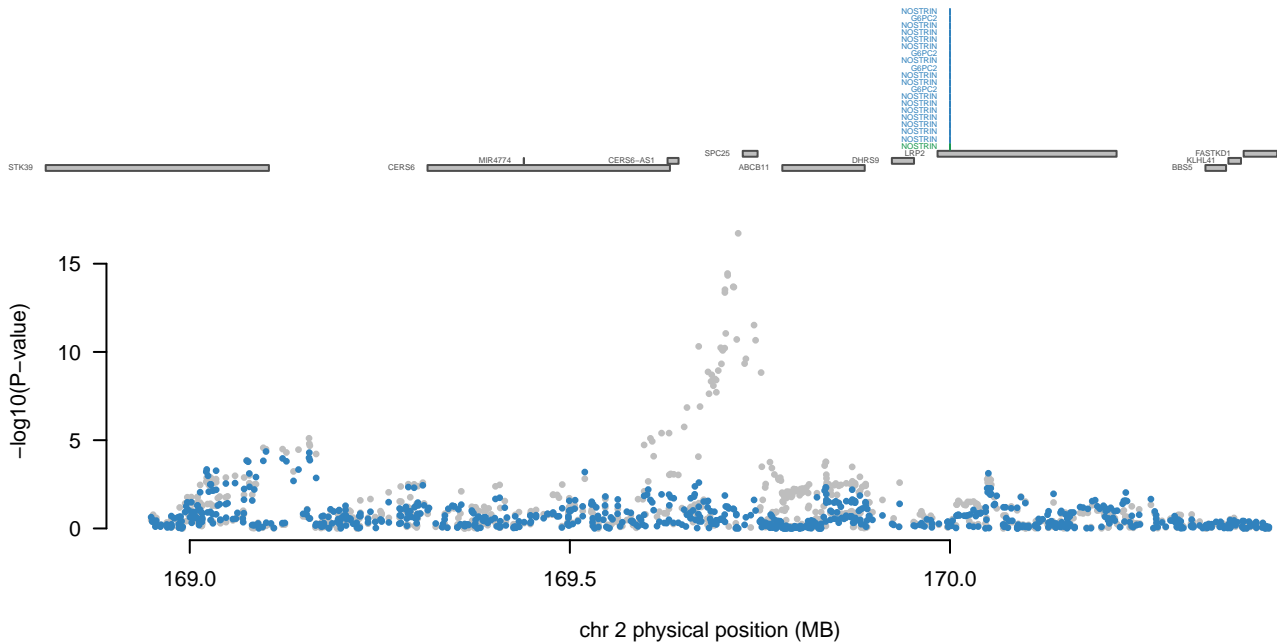 NOSTRIN
G6PC2
NOSTRIN
NOSTRIN
NOSTRIN
NOSTRIN
G6PC2
NOSTRIN
G6PC2
NOSTRIN
NOSTRIN
G6PC2
NOSTRIN
NOSTRIN
NOSTRIN
NOSTRIN
NOSTRIN
NOSTRIN
NOSTRIN
NOSTRIN
SPC25 LRP2 FASTKD1
MIR4774 CERS6−AS1 DHRS9 KLHL41
STK39 CERS6 ABCB11 BBS5
−log10(P−value)
15
10
5
0
169.0 169.5 170.0
chr 2 physical position (MB)